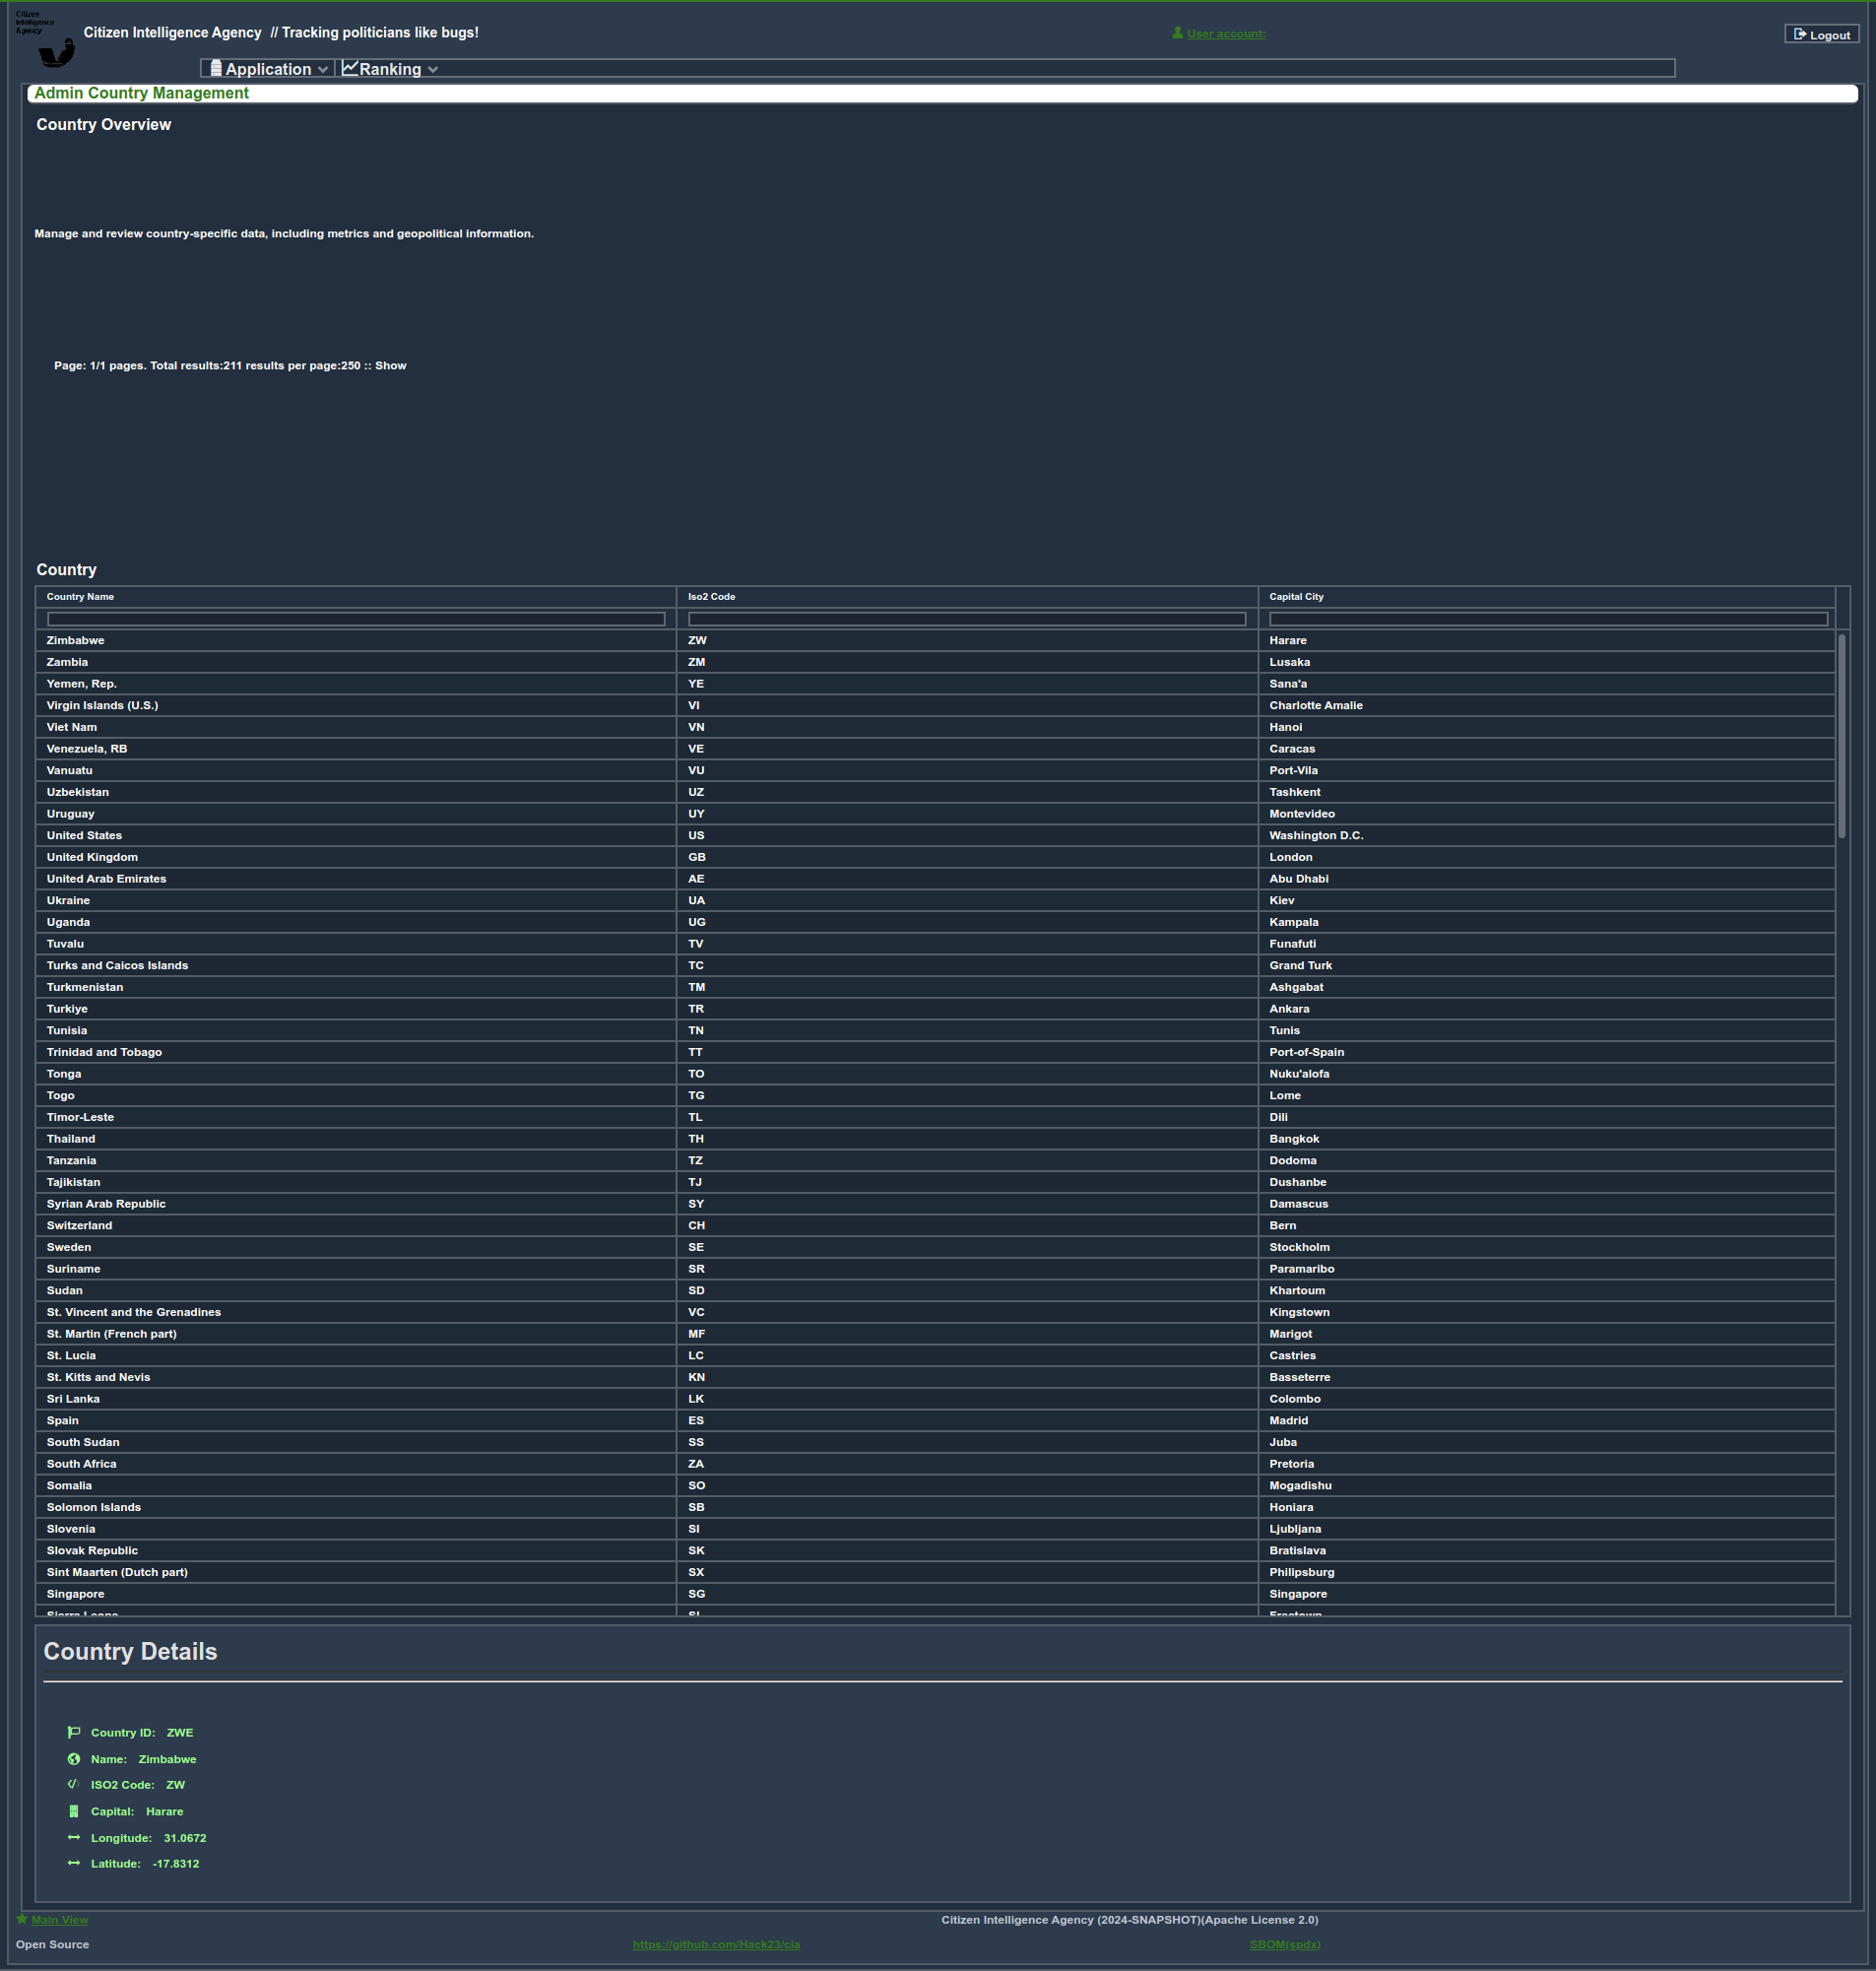 Citizen
Intelligence
Agency
Citizen Intelligence Agency // Tracking politicians like bugs!
User account:
Logout
Application Ranking
Admin Country Management
Country Overview
Manage and review country-specific data, including metrics and geopolitical information.
Page: 1/1 pages. Total results:211 results per page:250 :: Show
Country
Country Name Iso2 Code Capital City
Zimbabwe ZW Harare
Zambia ZM Lusaka
Yemen, Rep. YE Sana'a
Virgin Islands (U.S.) VI Charlotte Amalie
Viet Nam VN Hanoi
Venezuela, RB VE Caracas
Vanuatu VU Port-Vila
Uzbekistan UZ Tashkent
Uruguay UY Montevideo
United States US Washington D.C.
United Kingdom GB London
United Arab Emirates AE Abu Dhabi
Ukraine UA Kiev
Uganda UG Kampala
Tuvalu TV Funafuti
Turks and Caicos Islands TC Grand Turk
Turkmenistan TM Ashgabat
Turkiye TR Ankara
Tunisia TN Tunis
Trinidad and Tobago TT Port-of-Spain
Tonga TO Nuku'alofa
Togo TG Lome
Timor-Leste TL Dili
Thailand TH Bangkok
Tanzania TZ Dodoma
Tajikistan TJ Dushanbe
Syrian Arab Republic SY Damascus
Switzerland CH Bern
Sweden SE Stockholm
Suriname SR Paramaribo
Sudan SD Khartoum
St. Vincent and the Grenadines VC Kingstown
St. Martin (French part) MF Marigot
St. Lucia LC Castries
St. Kitts and Nevis KN Basseterre
Sri Lanka LK Colombo
Spain ES Madrid
South Sudan SS Juba
South Africa ZA Pretoria
Somalia SO Mogadishu
Solomon Islands SB Honiara
Slovenia SI Ljubljana
Slovak Republic SK Bratislava
Sint Maarten (Dutch part) SX Philipsburg
Singapore SG Singapore
Sierra Leone SL Freetown
Country Details
Country ID: ZWE
Name: Zimbabwe
ISO2 Code: ZW
Capital: Harare
Longitude: 31.0672
Latitude: -17.8312
Main View Citizen Intelligence Agency (2024-SNAPSHOT)(Apache License 2.0)
Open Source https://github.com/Hack23/cia SBOM(spdx)